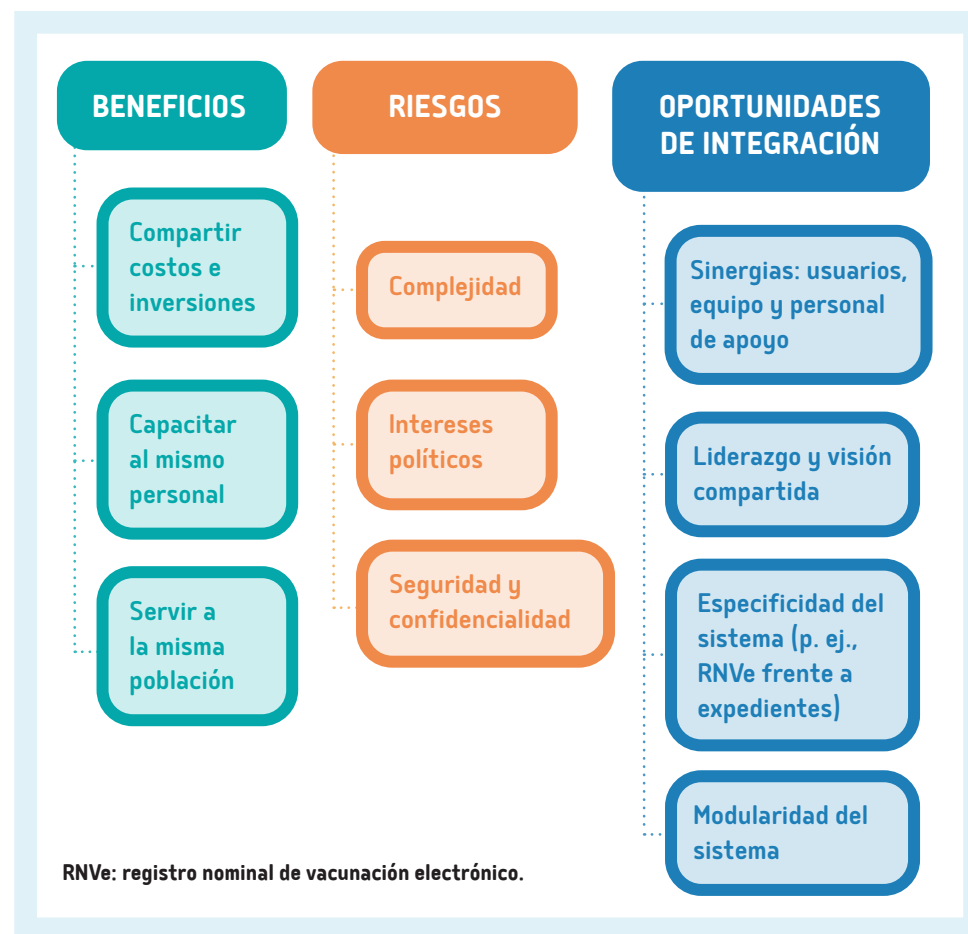 BENEFICIOS
Compartir
costos e
inversiones
Capacitar
al mismo
personal
Servir a
la misma
población
RIESGOS
Complejidad
Intereses
políticos
Seguridad y
confidencialidad
OPORTUNIDADES
DE INTEGRACIÓN
Sinergias: usuarios,
equipo y personal
de apoyo
Liderazgo y visión
compartida
Especificidad del
sistema (p. ej.,
RNVe frente a
expedientes)
Modularidad del
sistema
RNVe: registro nominal de vacunación electrónico.